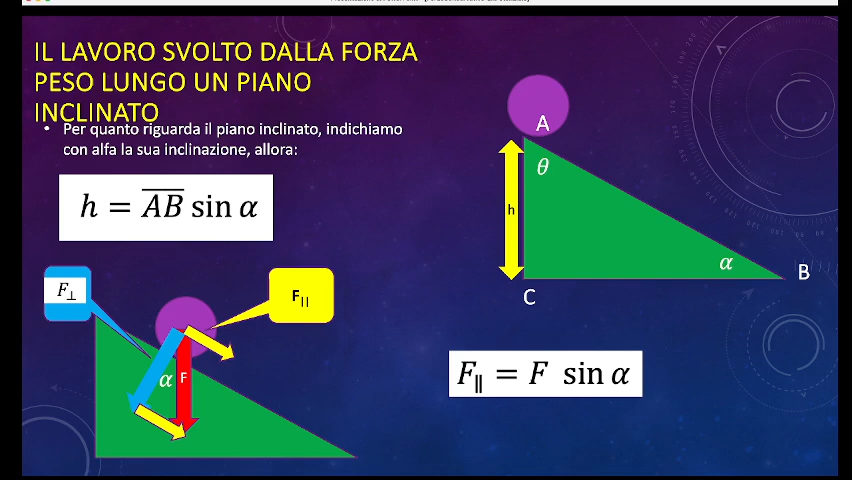 IL LAVORO SVOLTO DALLA FORZA
PESO LUNGO UN PIANO
INCLINATO
• Per quanto riguarda il piano inclinato, indichiamo
con alfa la sua inclinazione, allora:
h = A̅B̅ sin α
A
θ
h
α
B
C
F⊥
F||
α
F
F∥ = F sin α